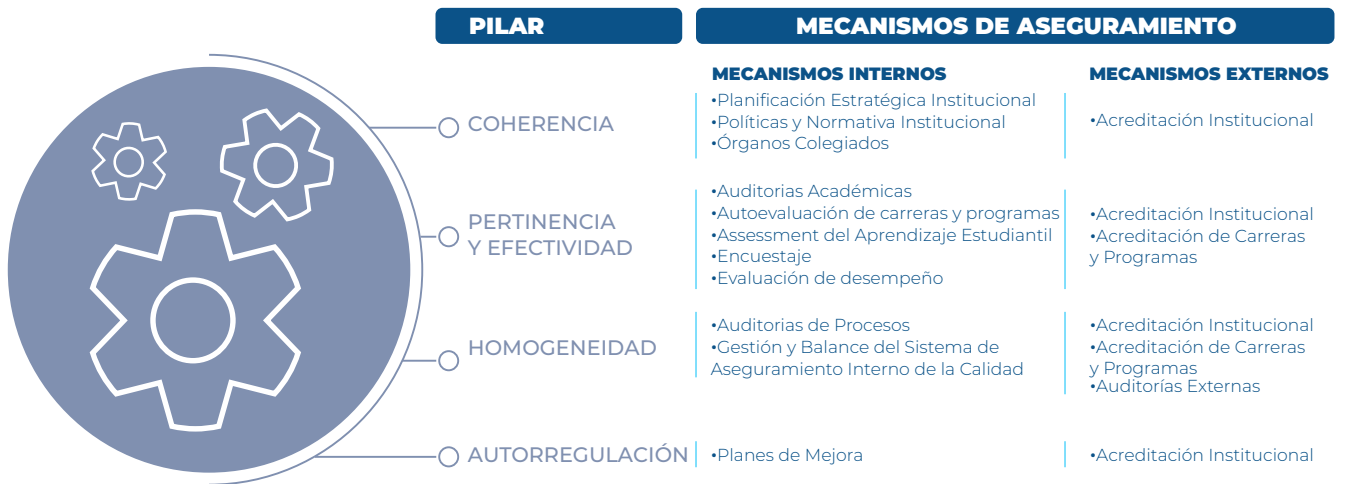 PILAR
MECANISMOS DE ASEGURAMIENTO
MECANISMOS INTERNOS
MECANISMOS EXTERNOS
COHERENCIA
•Planificación Estratégica Institucional
•Políticas y Normativa Institucional
•Órganos Colegiados
•Acreditación Institucional
PERTINENCIA
Y EFECTIVIDAD
•Auditorias Académicas
•Autoevaluación de carreras y programas
•Assessment del Aprendizaje Estudiantil
•Encuestaje
•Evaluación de desempeño
•Acreditación Institucional
•Acreditación de Carreras
y Programas
HOMOGENEIDAD
•Auditorias de Procesos
•Gestión y Balance del Sistema de
Aseguramiento Interno de la Calidad
•Acreditación Institucional
•Acreditación de Carreras
y Programas
•Auditorías Externas
AUTORREGULACIÓN
•Planes de Mejora
•Acreditación Institucional